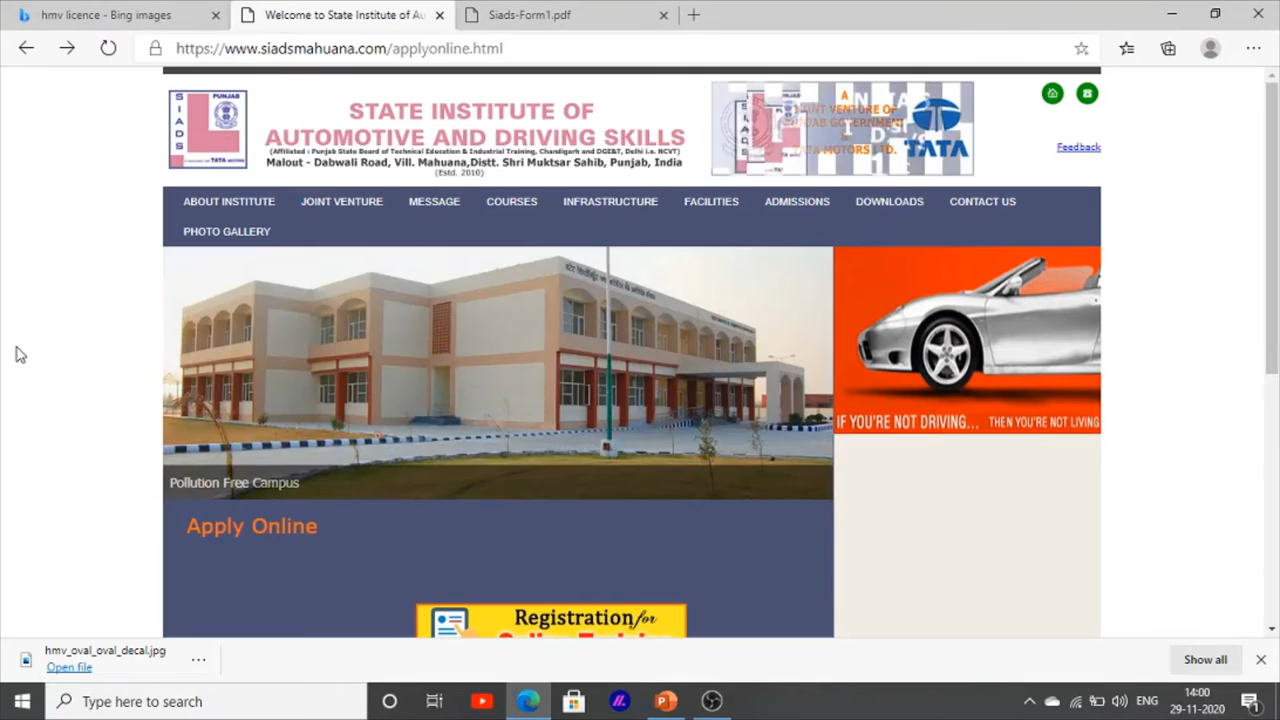 hmv licence - Bing images
Welcome to State Institute of Au
Siads-Form1.pdf
https://www.siadsmahuana.com/applyonline.html
SIADS
PUNJAB
STATE INSTITUTE OF
AUTOMOTIVE AND DRIVING SKILLS
(Affiliated : Punjab State Board of Technical Education & Industrial Training, Chandigarh and DGE&T, Delhi i.e. NCVT)
Malout - Dabwali Road, Vill. Mahuana,Distt. Shri Muktsar Sahib, Punjab, India
(Estd. 2010)
A
JOINT VENTURE OF
TATA MOTORS LTD.
TATA
Feedback
ABOUT INSTITUTE JOINT VENTURE MESSAGE COURSES INFRASTRUCTURE FACILITIES ADMISSIONS DOWNLOADS CONTACT US
PHOTO GALLERY
IF YOU'RE NOT DRIVING... THEN YOU'RE NOT LIVING
Pollution Free Campus
Apply Online
Registration for
hmv_oval_oval_decal.jpg
Open file
Show all
Type here to search
ENG
14:00
29-11-2020
1